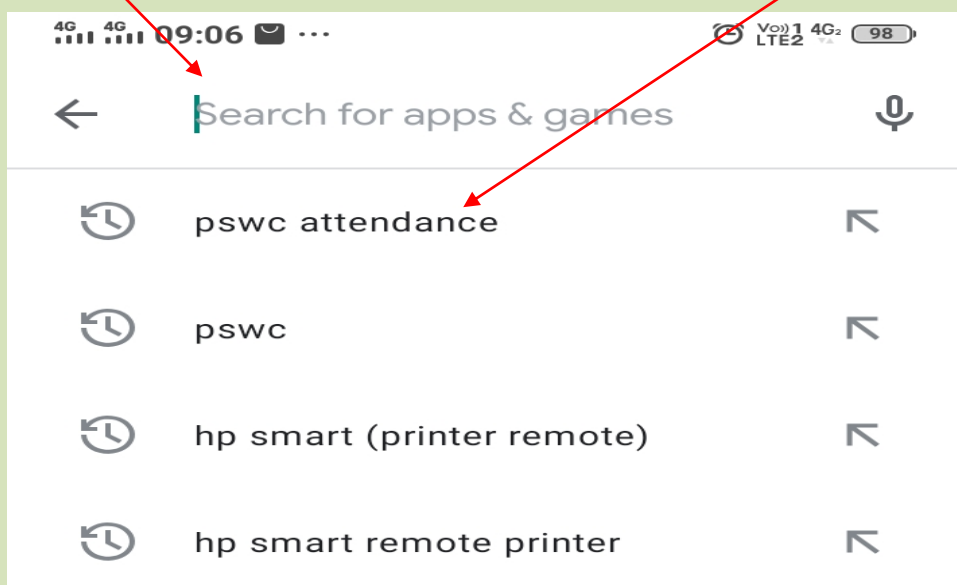 4G 4G 09:06 ... Vo)) 1 LTE2 4G2 98
Search for apps & games
pswc attendance
pswc
hp smart (printer remote)
hp smart remote printer